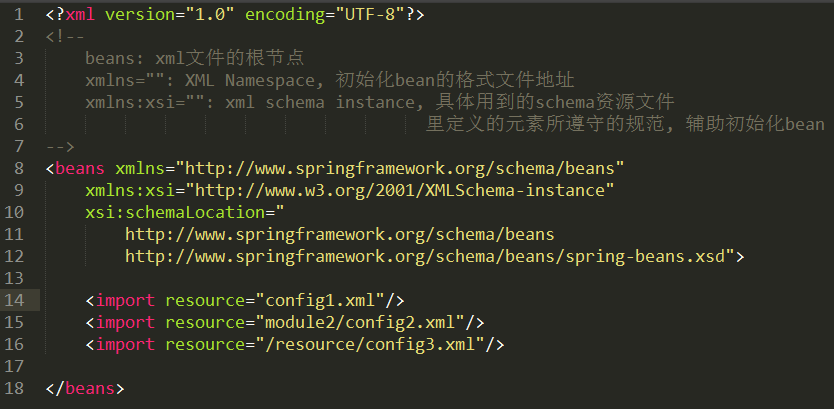 1 <?xml version="1.0" encoding="UTF-8"?>
2 <!--
3 beans: xml文件的根节点
4 xmlns="": XML Namespace, 初始化bean的格式文件地址
5 xmlns:xsi="": xml schema instance, 具体用到的schema资源文件
6 里定义的元素所遵守的规范, 辅助初始化bean
7 -->
8 <beans xmlns="http://www.springframework.org/schema/beans"
9 xmlns:xsi="http://www.w3.org/2001/XMLSchema-instance"
10 xsi:schemaLocation="
11 http://www.springframework.org/schema/beans
12 http://www.springframework.org/schema/beans/spring-beans.xsd">
13
14 <import resource="config1.xml"/>
15 <import resource="module2/config2.xml"/>
16 <import resource="/resource/config3.xml"/>
17
18 </beans>